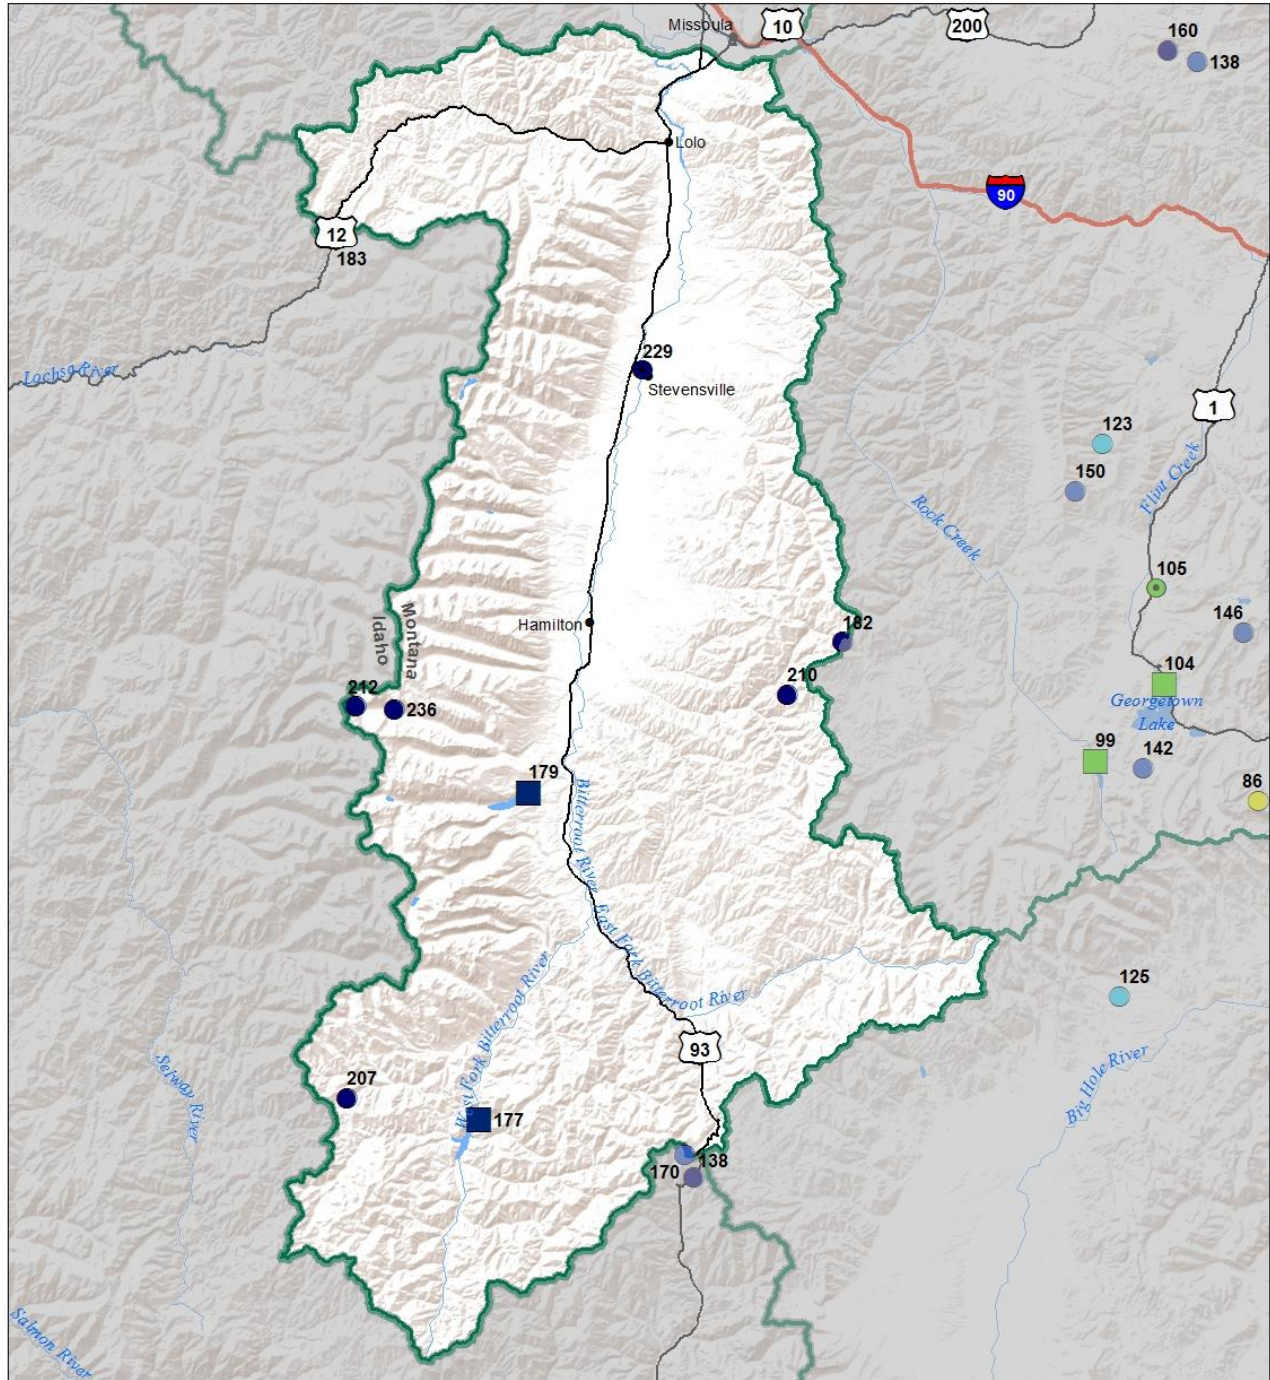 Missoula
10
200
160
138
Lolo
90
12
183
229
Stevensville
Lochsa River
1
123
150
Flint Creek
Rock Creek
105
Montana
Idaho
Hamilton
182
146
104
210
212
236
Georgetown
Lake
99
142
179
86
Bitterroot River
East Fork Bitterroot River
West Fork Bitterroot River
125
93
Big Hole River
Selway River
207
177
170
138
Salmon River